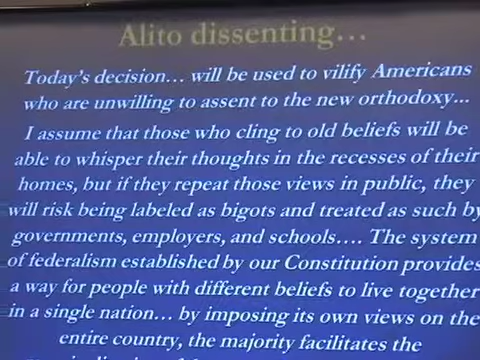 Alito dissenting…
Today's decision… will be used to vilify Americans
who are unwilling to assent to the new orthodoxy...
I assume that those who cling to old beliefs will be
able to whisper their thoughts in the recesses of their
homes, but if they repeat those views in public, they
will risk being labeled as bigots and treated as such by
governments, employers, and schools…. The system
of federalism established by our Constitution provides
a way for people with different beliefs to live together
in a single nation… by imposing its own views on the
entire country, the majority facilitates the